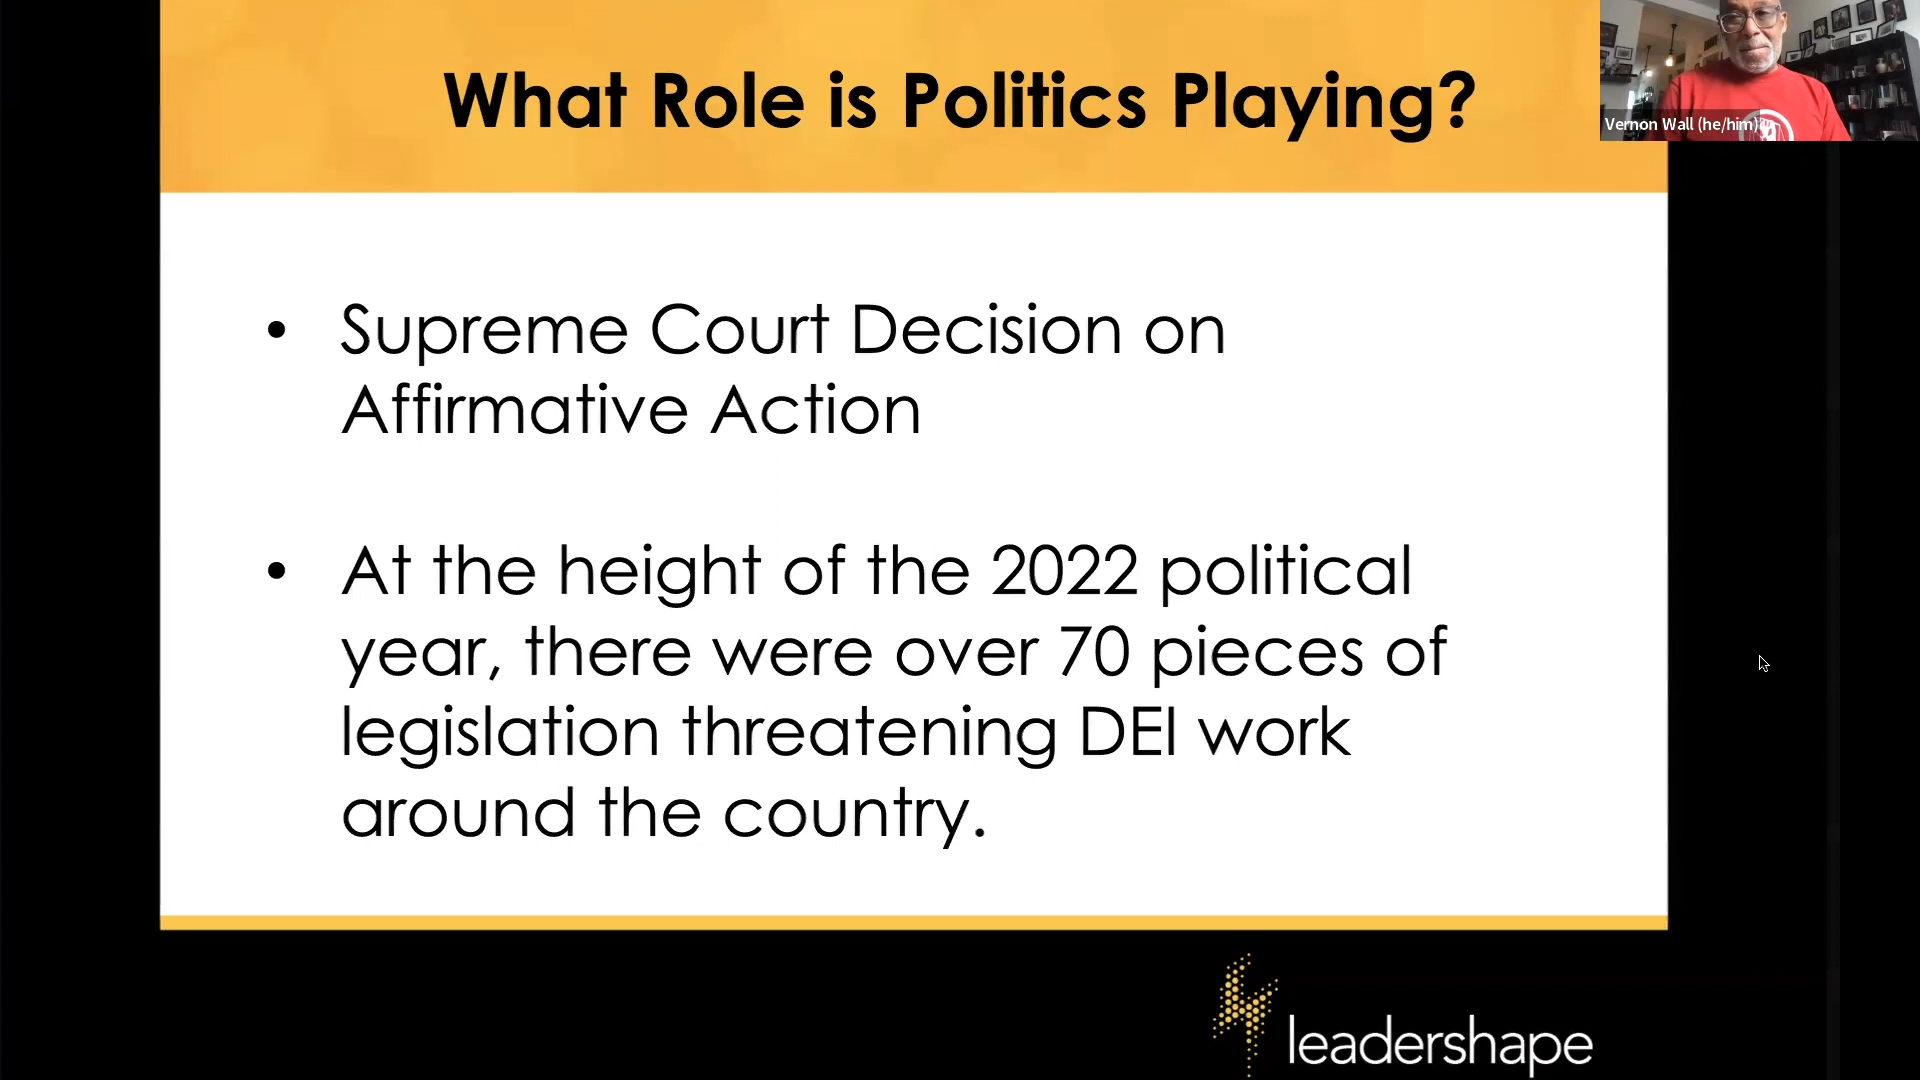 What Role is Politics Playing?
Vernon Wall (he/him)
• Supreme Court Decision on
Affirmative Action
• At the height of the 2022 political
year, there were over 70 pieces of
legislation threatening DEI work
around the country.
leadershape